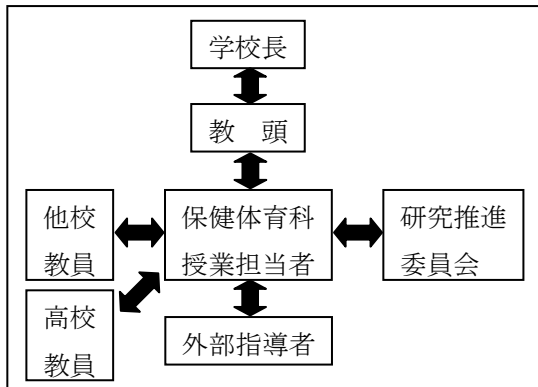 学校長
教　頭
他校
教員
保健体育科
授業担当者
研究推進
委員会
高校
教員
外部指導者